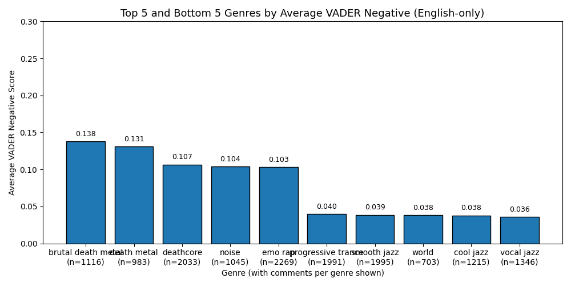 Top 5 and Bottom 5 Genres by Average VADER Negative (English-only)
Average VADER Negative Score
0.30
0.25
0.20
0.15
0.10
0.05
0.00
0.138
0.131
0.107
0.104
0.103
0.040
0.039
0.038
0.038
0.036
brutal death metal
(n=1116)
death metal
(n=983)
deathcore
(n=2033)
noise
(n=1045)
emo rap
(n=2269)
progressive trance
(n=1991)
smooth jazz
(n=1995)
world
(n=703)
cool jazz
(n=1215)
vocal jazz
(n=1346)
Genre (with comments per genre shown)